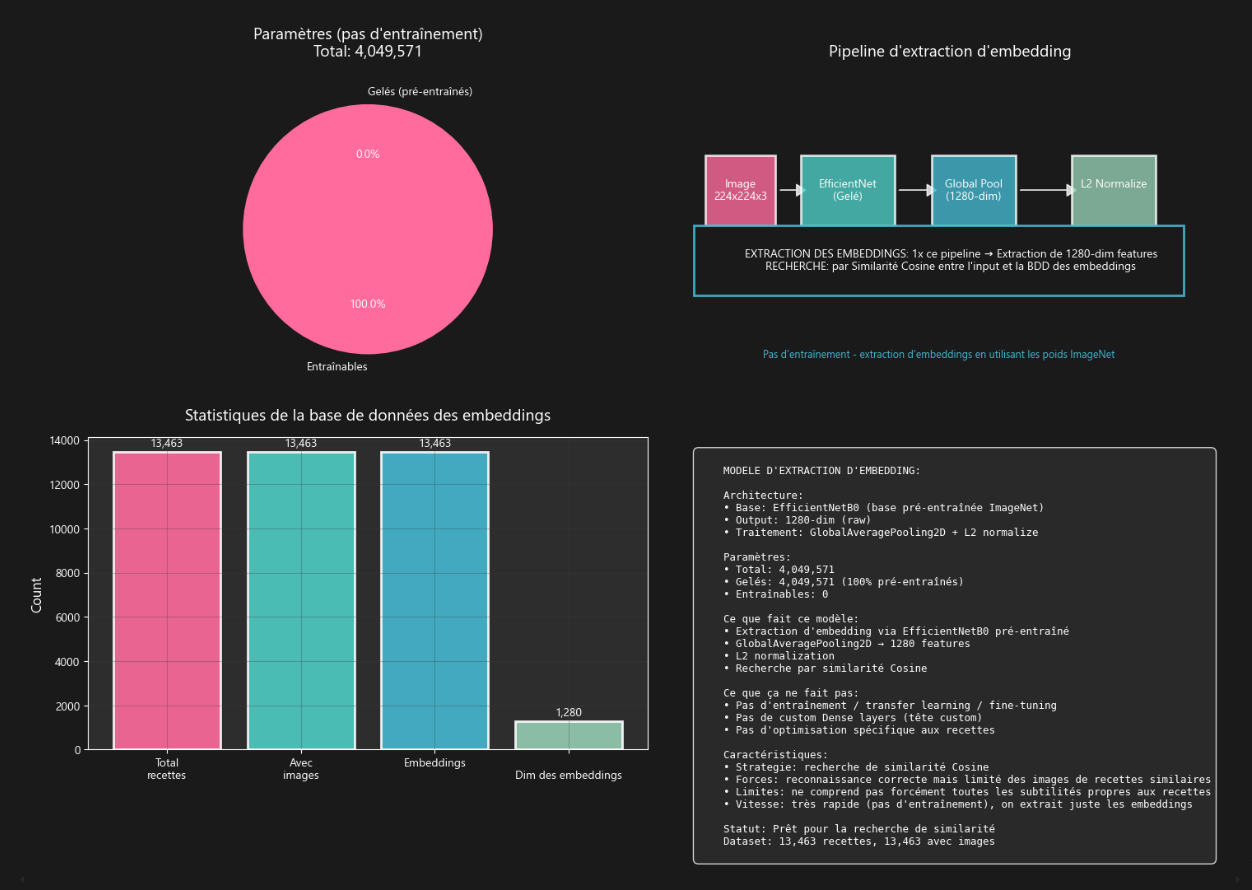 Paramètres (pas d'entraînement)
Total: 4,049,571
Gelés (pré-entraînés)
0.0%
100.0%
Entraînables
Pipeline d'extraction d'embedding
Image
224x224x3
EfficientNet
(Gelé)
Global Pool
(1280-dim)
L2 Normalize
EXTRACTION DES EMBEDDINGS: 1x ce pipeline → Extraction de 1280-dim features
RECHERCHE: par Similarité Cosine entre l'input et la BDD des embeddings
Pas d'entraînement - extraction d'embeddings en utilisant les poids ImageNet
Statistiques de la base de données des embeddings
Count
14000
12000
10000
8000
6000
4000
2000
0
13,463
13,463
13,463
1,280
Total
recettes
Avec
images
Embeddings
Dim des embeddings
MODELE D'EXTRACTION D'EMBEDDING:
Architecture:
• Base: EfficientNetB0 (base pré-entraînée ImageNet)
• Output: 1280-dim (raw)
• Traitement: GlobalAveragePooling2D + L2 normalize
Paramètres:
• Total: 4,049,571
• Gelés: 4,049,571 (100% pré-entraînés)
• Entraînables: 0
Ce que fait ce modèle:
• Extraction d'embedding via EfficientNetB0 pré-entraîné
• GlobalAveragePooling2D → 1280 features
• L2 normalization
• Recherche par similarité Cosine
Ce que ça ne fait pas:
• Pas d'entraînement / transfer learning / fine-tuning
• Pas de custom Dense layers (tête custom)
• Pas d'optimisation spécifique aux recettes
Caractéristiques:
• Strategie: recherche de similarité Cosine
• Forces: reconnaissance correcte mais limité des images de recettes similaires
• Limites: ne comprend pas forcément toutes les subtilités propres aux recettes
• Vitesse: très rapide (pas d'entraînement), on extrait juste les embeddings
Statut: Prêt pour la recherche de similarité
Dataset: 13,463 recettes, 13,463 avec images